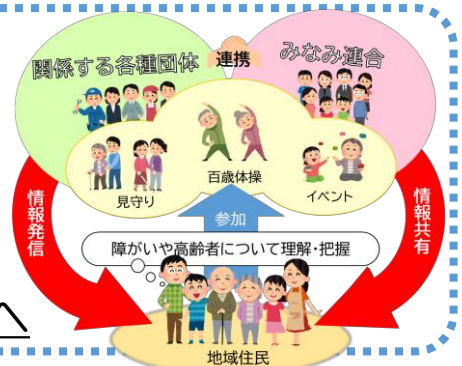 関係する各種団体
連携
みなみ連合
見守り
百歳体操
イベント
情報発信
参加
情報共有
障がいや高齢者について理解・把握
地域住民